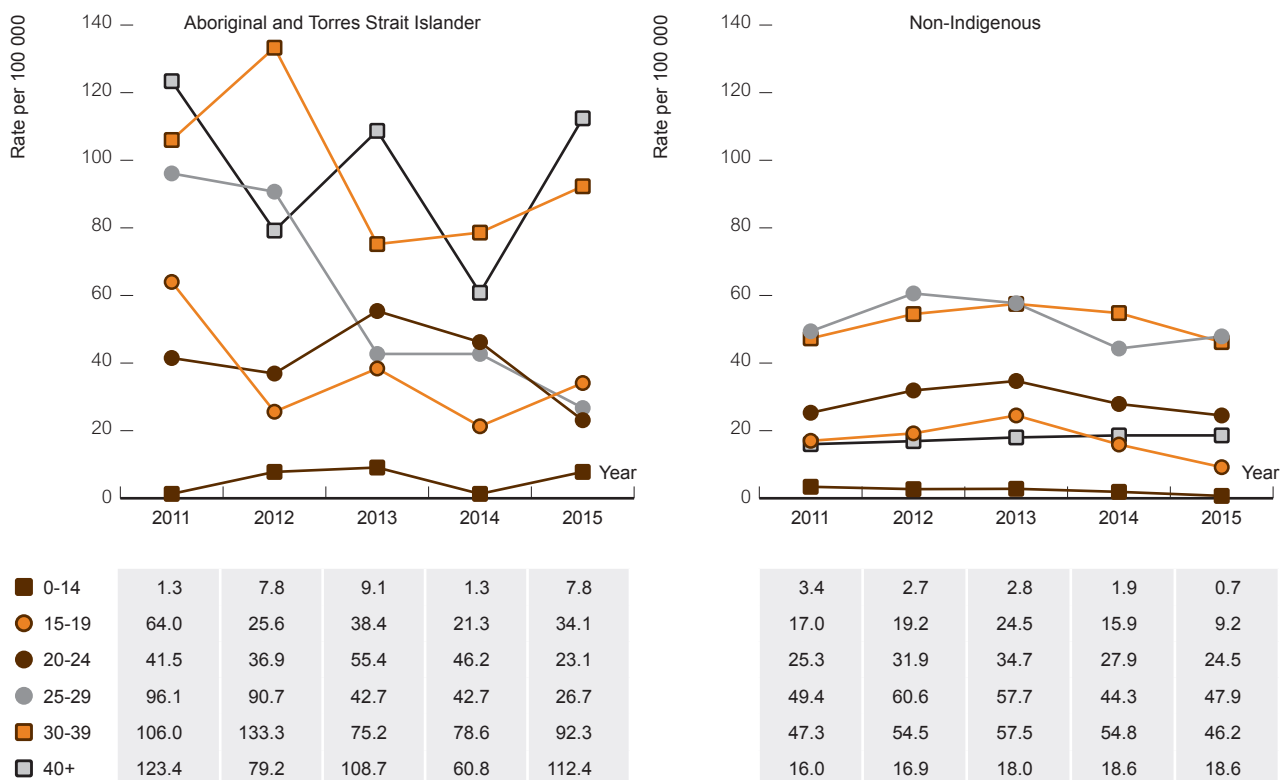 Aboriginal and Torres Strait Islander
Rate per 100 000
140
120
100
80
60
40
20
0
Year
2011 2012 2013 2014 2015
Non-Indigenous
Rate per 100 000
140
120
100
80
60
40
20
0
Year
2011 2012 2013 2014 2015
0-14 1.3 7.8 9.1 1.3 7.8 3.4 2.7 2.8 1.9 0.7
15-19 64.0 25.6 38.4 21.3 34.1 17.0 19.2 24.5 15.9 9.2
20-24 41.5 36.9 55.4 46.2 23.1 25.3 31.9 34.7 27.9 24.5
25-29 96.1 90.7 42.7 42.7 26.7 49.4 60.6 57.7 44.3 47.9
30-39 106.0 133.3 75.2 78.6 92.3 47.3 54.5 57.5 54.8 46.2
40+ 123.4 79.2 108.7 60.8 112.4 16.0 16.9 18.0 18.6 18.6